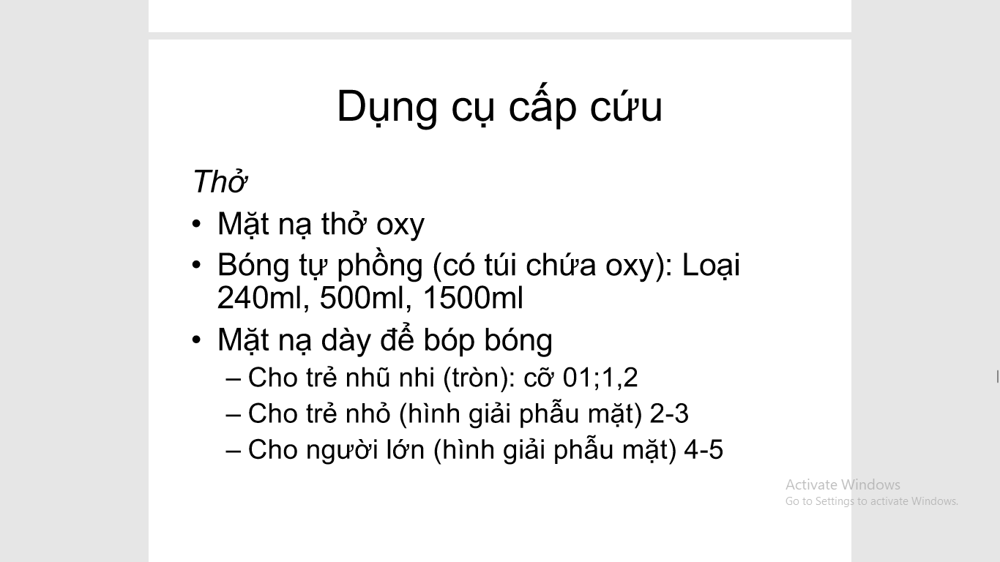 Dụng cụ cấp cứu
Thở
• Mặt nạ thở oxy
• Bóng tự phồng (có túi chứa oxy): Loại
240ml, 500ml, 1500ml
• Mặt nạ dày để bóp bóng
– Cho trẻ nhũ nhi (tròn): cỡ 01;1,2
– Cho trẻ nhỏ (hình giải phẫu mặt) 2-3
– Cho người lớn (hình giải phẫu mặt) 4-5
Activate Windows
Go to Settings to activate Windows.